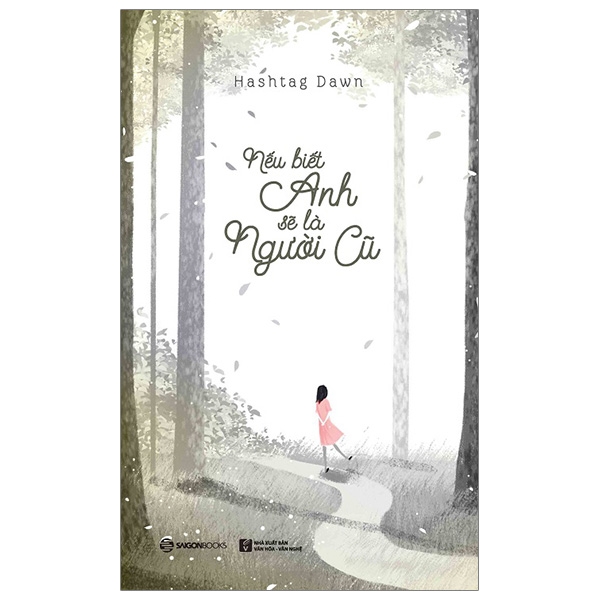 Hashtag Dawn
Nếu biết
Anh
sẽ là
Người Cũ
SAIGONBOOKS
NHÀ XUẤT BẢN
VĂN HÓA - VĂN NGHỆ